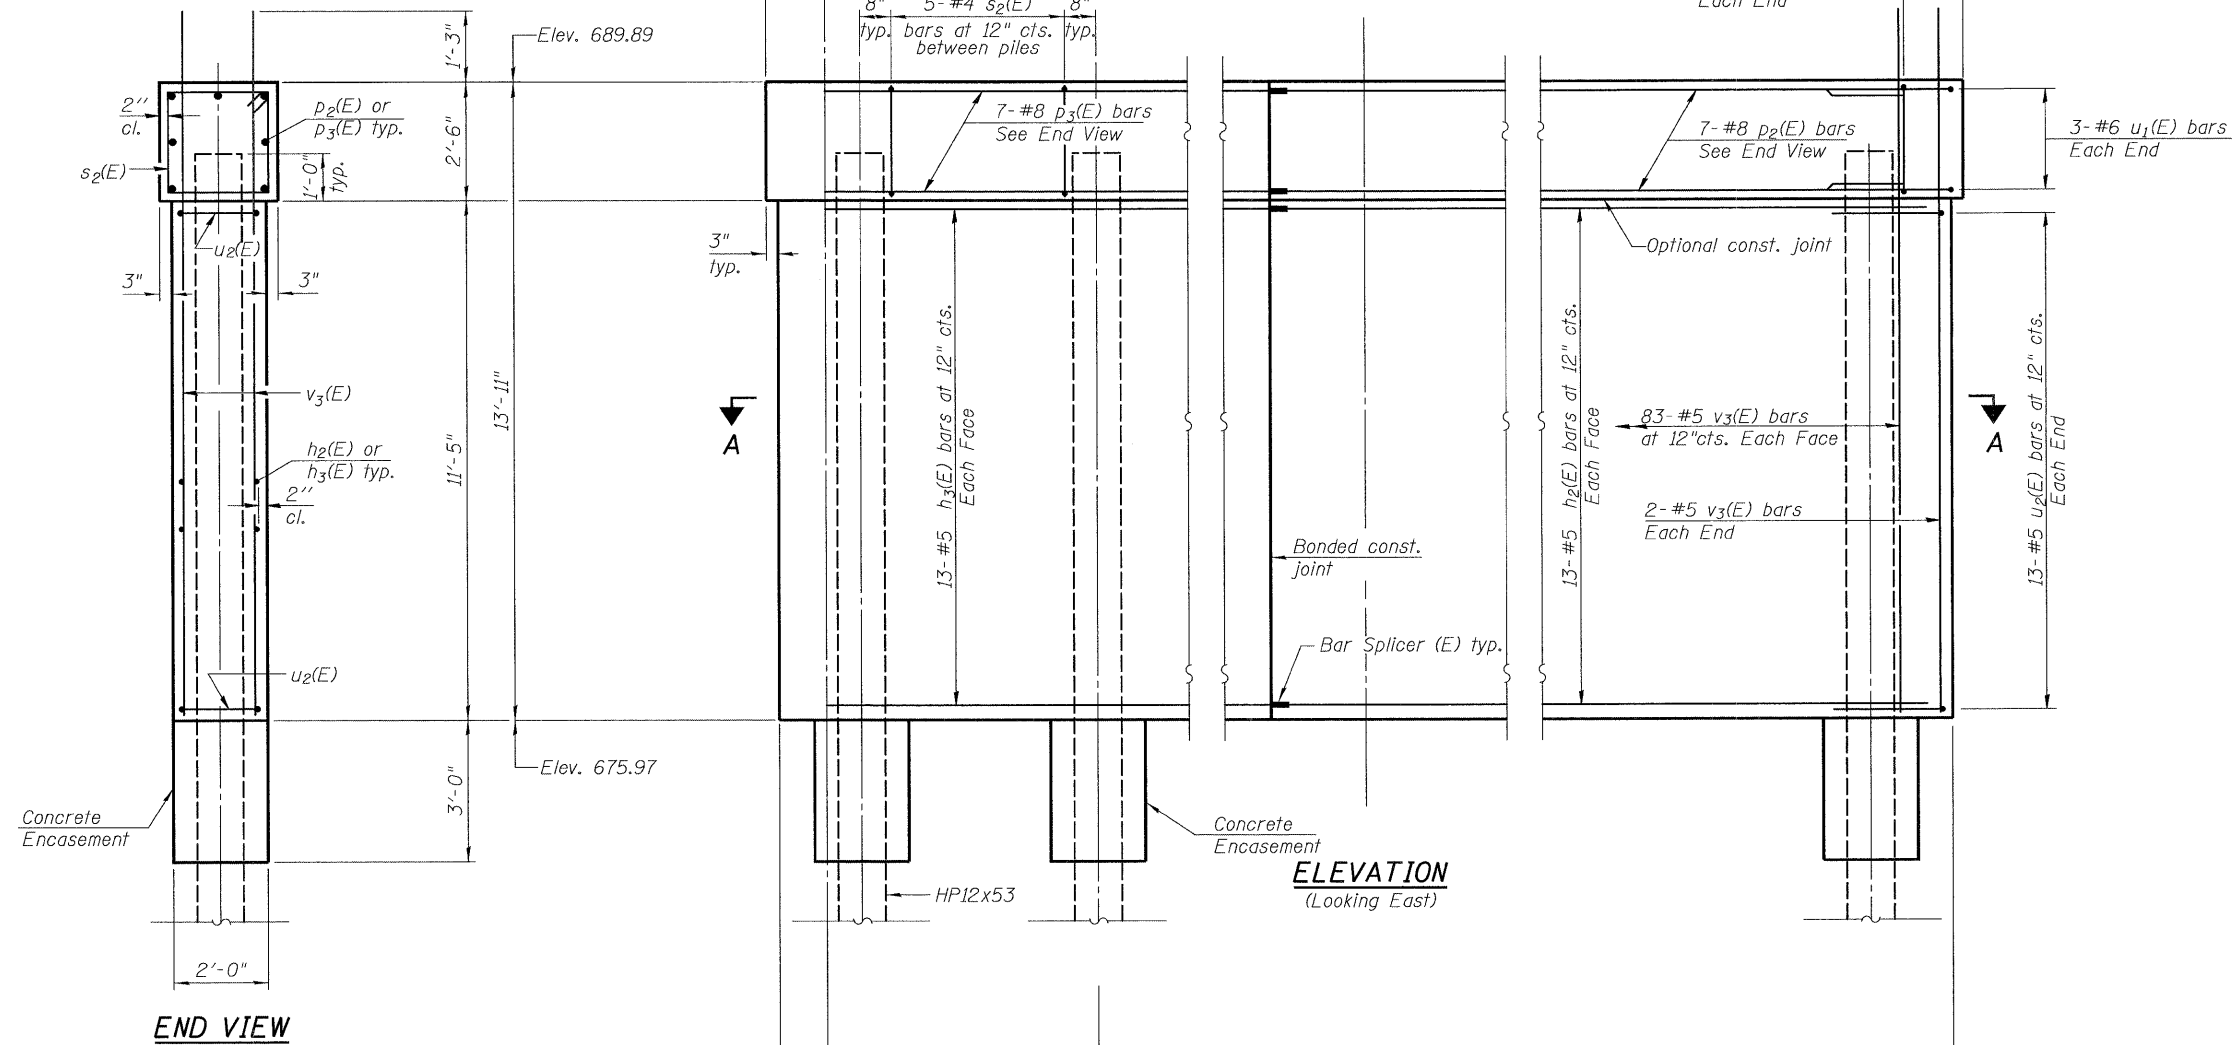 1'-3"
Elev. 689.89
8"
typ.
5-#4 s2(E)
bars at 12" cts.
between piles
8"
typ.
Each End
2"
cl.
p2(E) or
p3(E) typ.
s2(E)
1'-0"
typ.
2'-6"
7-#8 p3(E) bars
See End View
7-#8 p2(E) bars
See End View
3-#6 u1(E) bars
Each End
u2(E)
3"
3"
3"
typ.
Optional const. joint
v3(E)
13'-11"
11'-5"
h2(E) or
h3(E) typ.
2"
cl.
A
13-#5 h3(E) bars at 12" cts.
Each Face
13-#5 h2(E) bars at 12" cts.
Each Face
83-#5 v3(E) bars
at 12"cts. Each Face
A
13-#5 u2(E) bars at 12" cts.
Each End
2-#5 v3(E) bars
Each End
Bonded const.
joint
Bar Splicer (E) typ.
u2(E)
Elev. 675.97
3'-0"
Concrete
Encasement
Concrete
Encasement
HP12x53
ELEVATION
(Looking East)
2'-0"
END VIEW